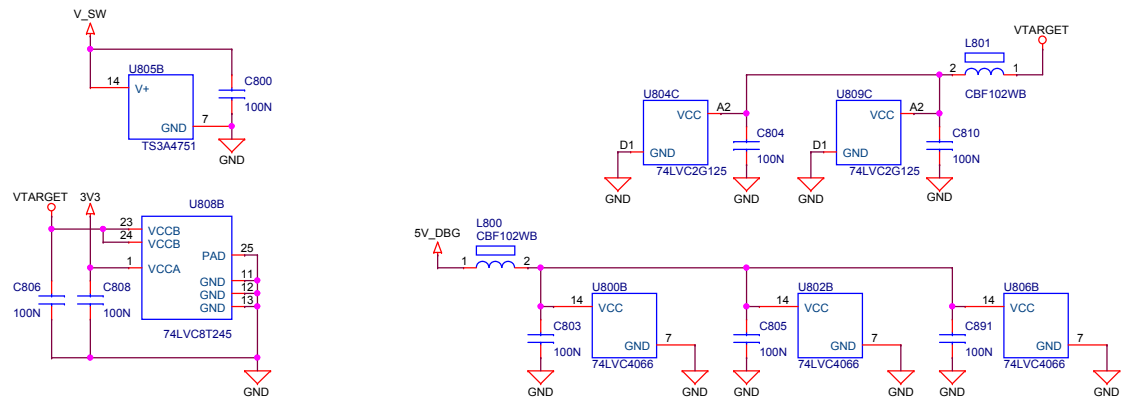 V_SW
U805B
14
V+
GND
7
TS3A4751
C800
100N
GND
VTARGET
3V3
U808B
23
VCCB
24
VCCB
1
VCCA
PAD
25
GND
11
GND
12
GND
13
74LVC8T245
C806
100N
C808
100N
GND
VTARGET
L801
2
1
CBF102WB
U804C
VCC
A2
D1
GND
74LVC2G125
C804
100N
GND
GND
U809C
VCC
A2
D1
GND
74LVC2G125
C810
100N
GND
GND
5V_DBG
L800
CBF102WB
1
2
U800B
14
VCC
GND
7
74LVC4066
C803
100N
GND
GND
U802B
14
VCC
GND
7
74LVC4066
C805
100N
GND
GND
U806B
14
VCC
GND
7
74LVC4066
C891
100N
GND
GND